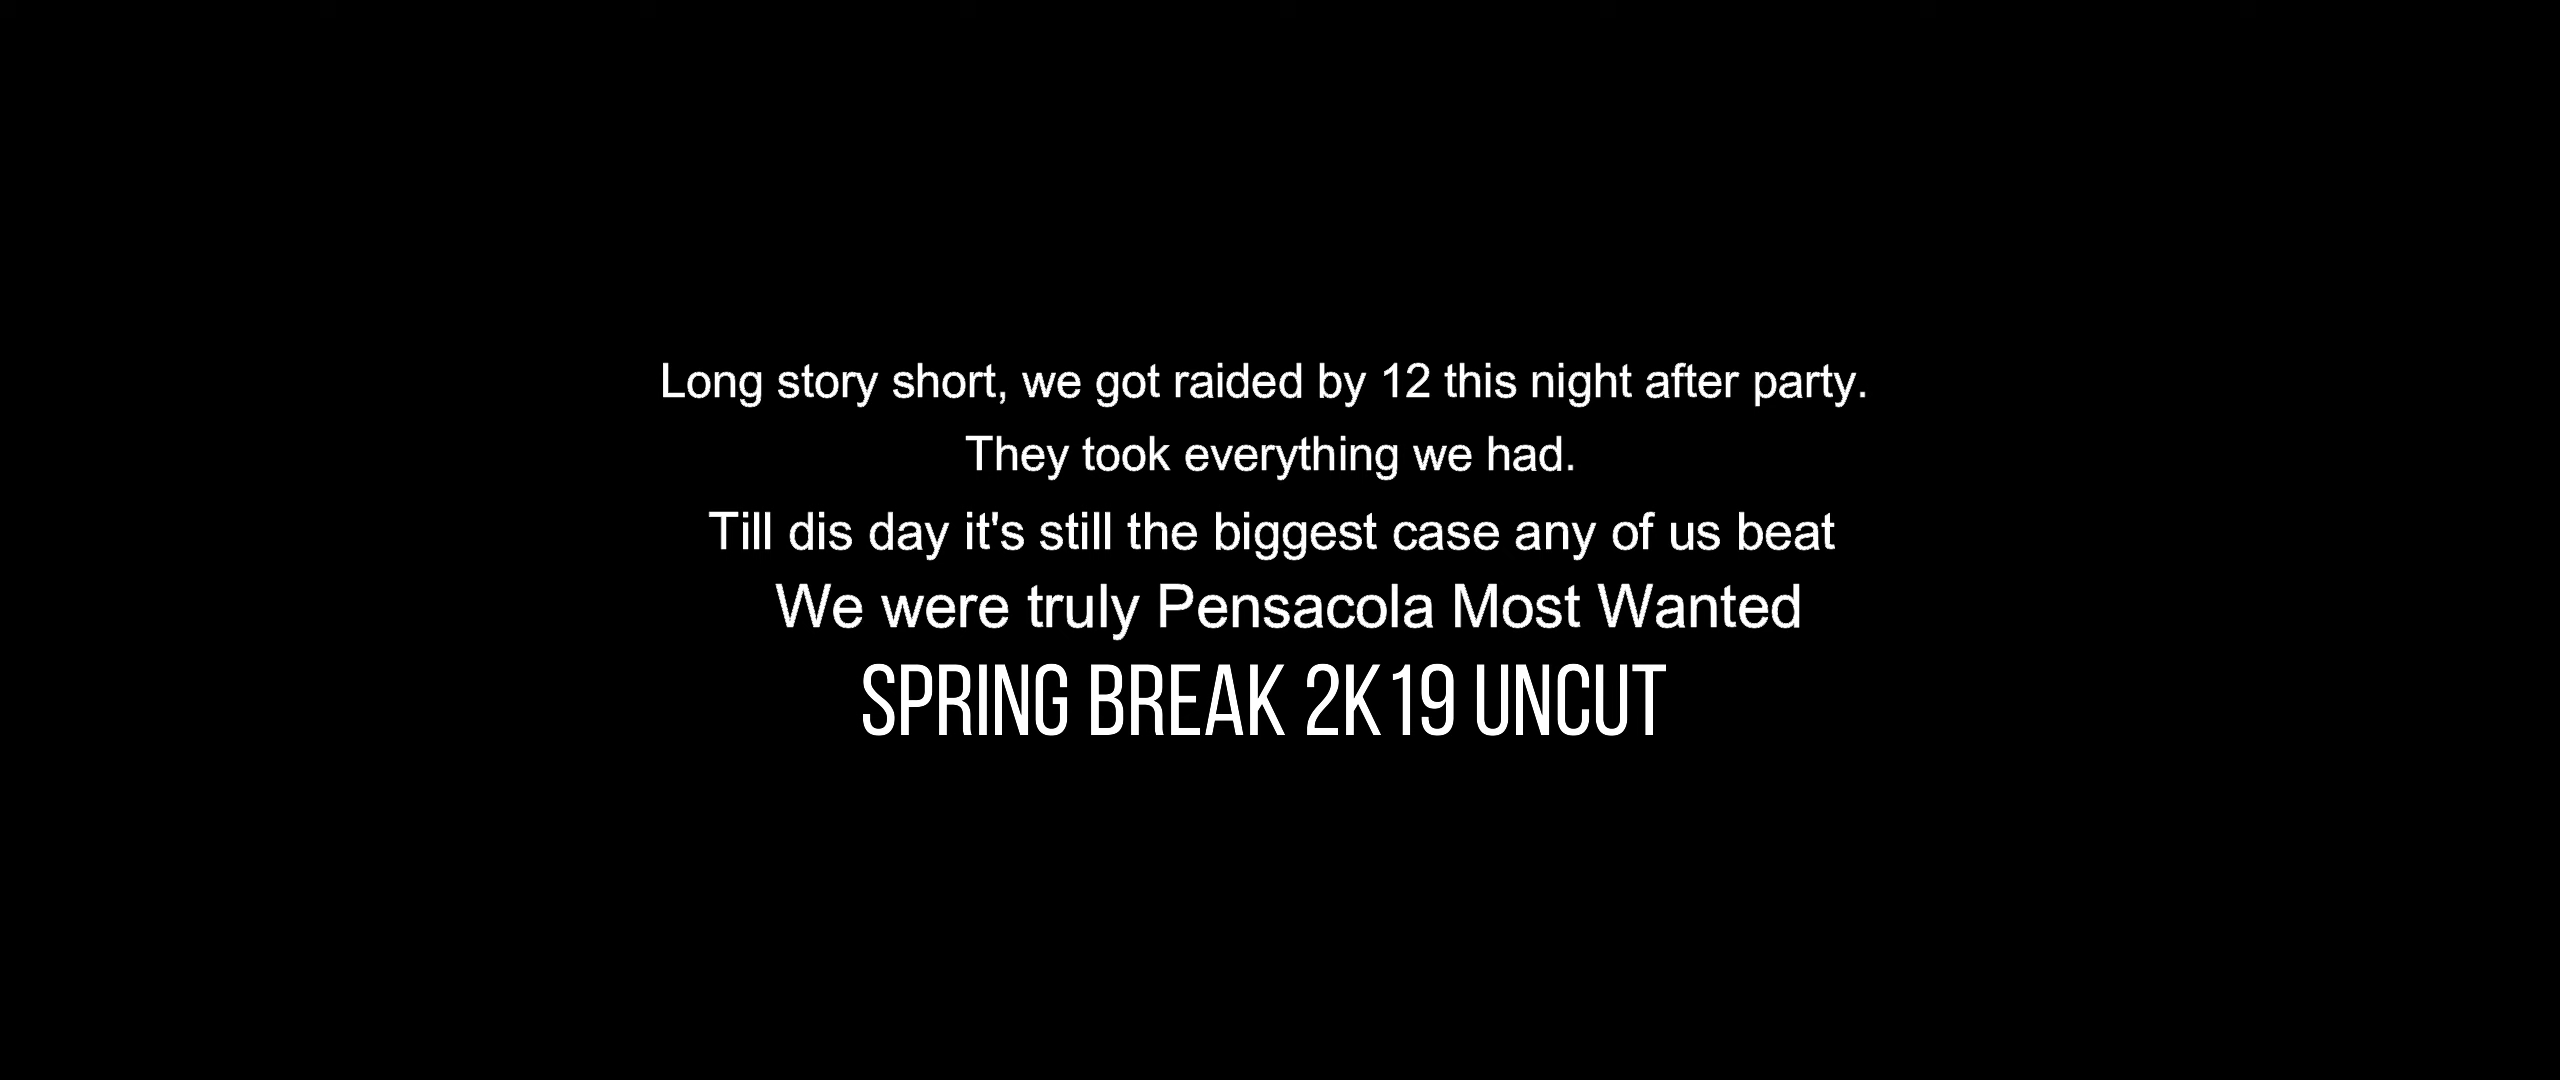 Long story short, we got raided by 12 this night after party.
They took everything we had.
Till dis day it's still the biggest case any of us beat
We were truly Pensacola Most Wanted
SPRING BREAK 2K19 UNCUT